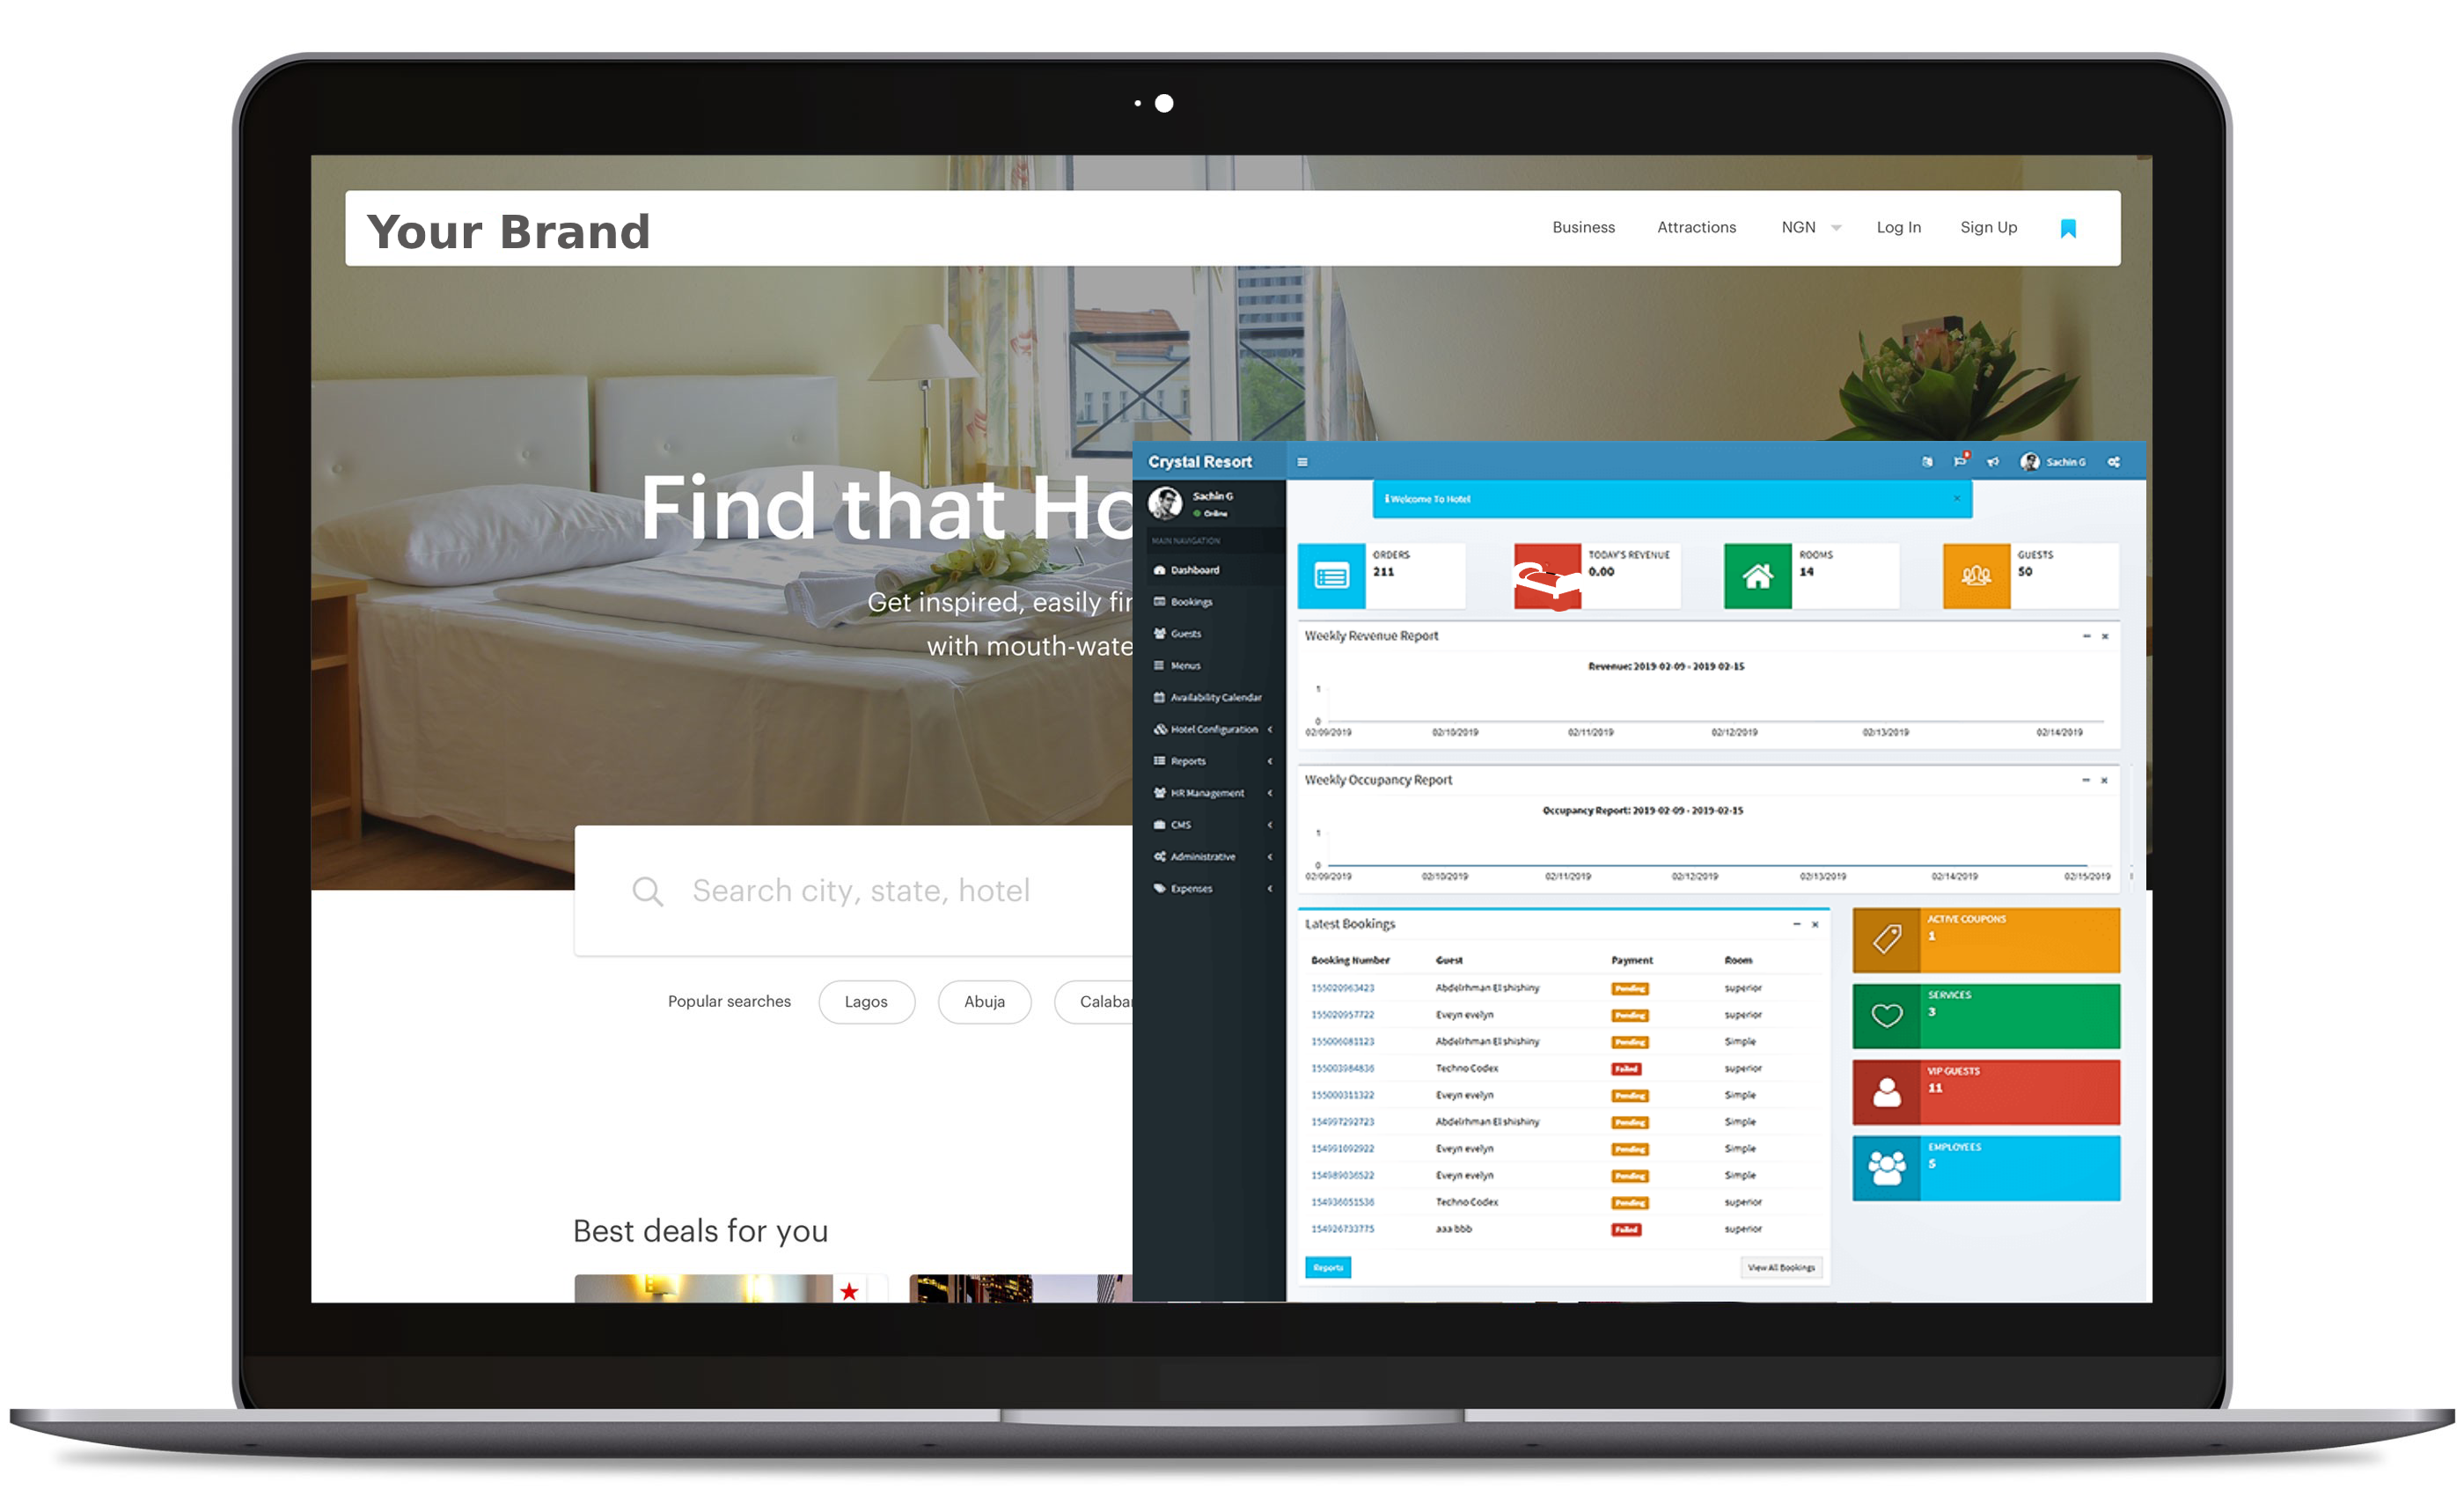 Your Brand
Business Attractions NGN Log In Sign Up
Find that Ho
Get inspired, easily fin
with mouth-wate
Search city, state, hotel
Popular searches Lagos Abuja Calabar
Best deals for you
Crystal Resort
Sachin G
Sachin G
Online
MAIN NAVIGATION
Dashboard
Bookings
Guests
Menus
Availability Calendar
Hotel Configuration
Reports
HR Management
CMS
Administrative
Expenses
Welcome To Hotel
ORDERS
211
TODAY'S REVENUE
0.00
ROOMS
14
GUESTS
50
Weekly Revenue Report
Revenue: 2019-02-09 - 2019-02-15
1
0
02/09/2019 02/10/2019 02/11/2019 02/12/2019 02/13/2019 02/14/2019
Weekly Occupancy Report
Occupancy Report: 2019-02-09 - 2019-02-15
1
0
02/09/2019 02/10/2019 02/11/2019 02/12/2019 02/13/2019 02/14/2019 02/15/2019
Latest Bookings
Booking Number Guest Payment Room
155020963423 Abdelrhman El shishiny Pending superior
155020957722 Eveyn evelyn Pending superior
155006081123 Abdelrhman El shishiny Pending Simple
155003984836 Techno Codex Failed superior
155000311322 Eveyn evelyn Pending Simple
154997292723 Abdelrhman El shishiny Pending Simple
154991092922 Eveyn evelyn Pending Simple
154989036522 Eveyn evelyn Pending Simple
154936051536 Techno Codex Pending superior
154926733775 aaa bbb Failed superior
Reports View All Bookings
ACTIVE COUPONS
1
SERVICES
3
VIP GUESTS
11
EMPLOYEES
5